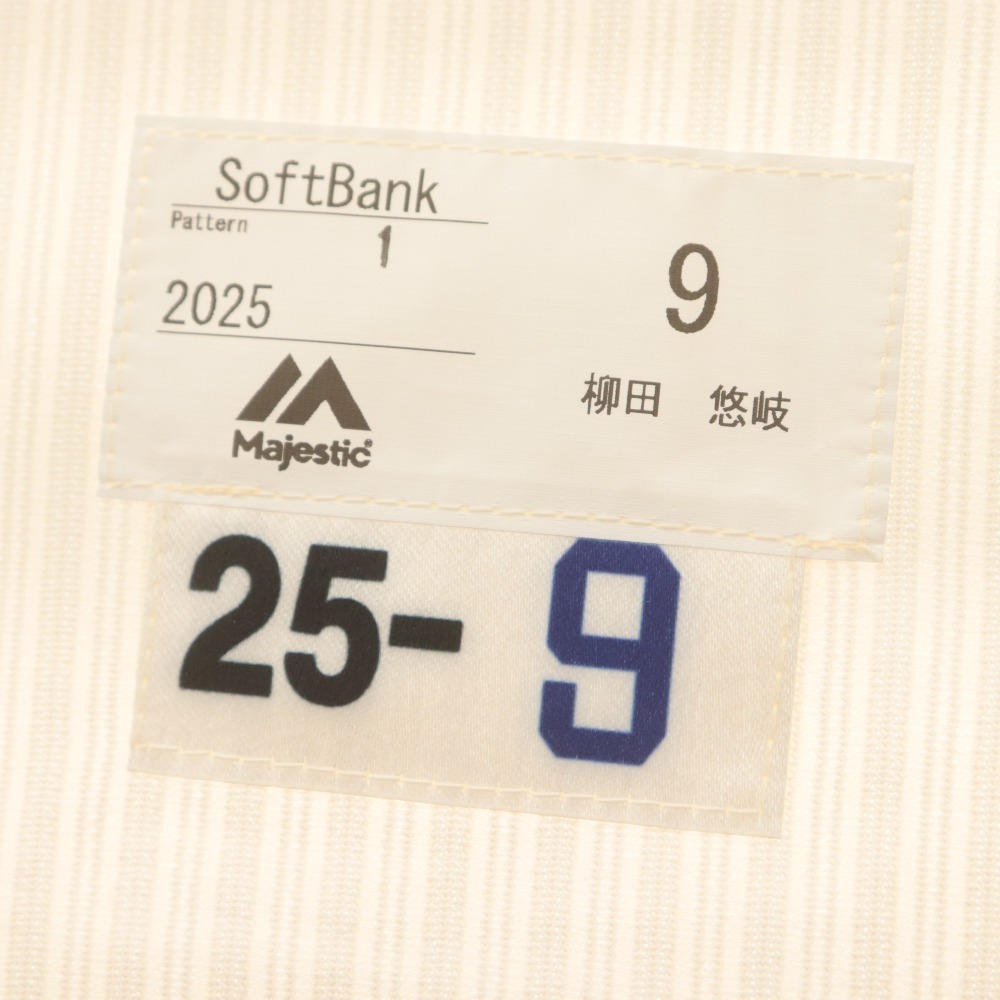 SoftBank
Pattern 1
2025
Majestic®
9
柳田 悠岐
25- 9